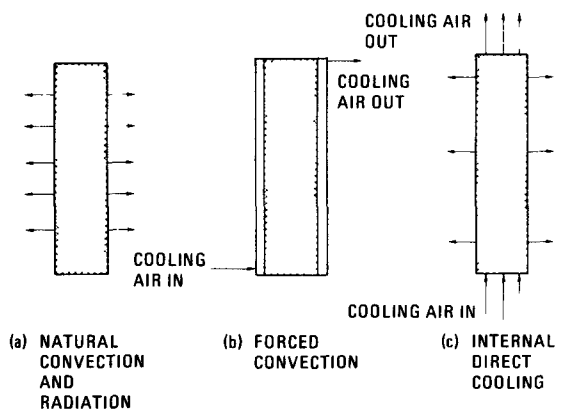 COOLING AIR
OUT
COOLING
AIR OUT
COOLING
AIR IN
COOLING AIR IN
(a) NATURAL
CONVECTION
AND
RADIATION
(b) FORCED
CONVECTION
(c) INTERNAL
DIRECT
COOLING